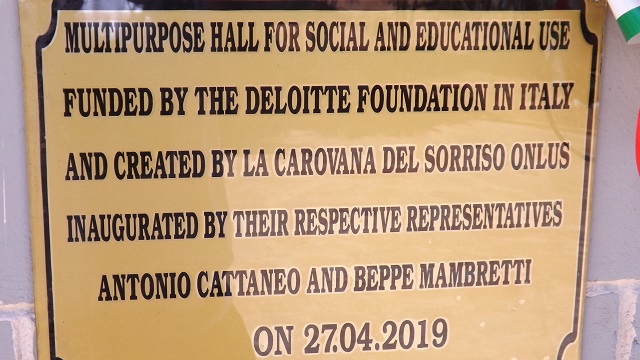 MULTIPURPOSE HALL FOR SOCIAL AND EDUCATIONAL USE
FUNDED BY THE DELOITTE FOUNDATION IN ITALY
AND CREATED BY LA CAROVANA DEL SORRISO ONLUS
INAUGURATED BY THEIR RESPECTIVE REPRESENTATIVES
ANTONIO CATTANEO AND BEPPE MAMBRETTI
ON 27.04.2019